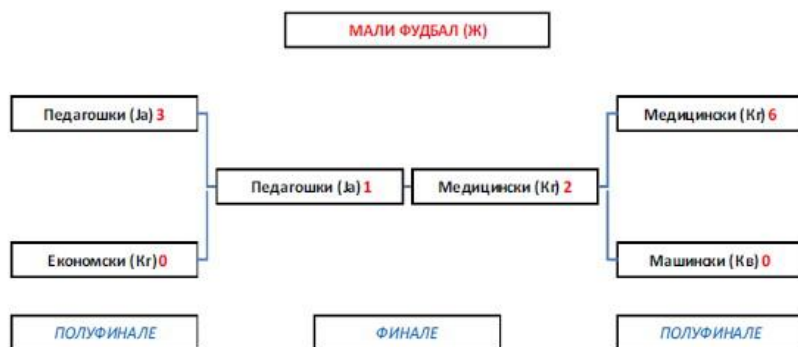 МАЛИ ФУДБАЛ (Ж)
Педагошки (Ја) 3
Медицински (Кг) 6
Педагошки (Ја) 1
Медицински (Кг) 2
Економски (Кг) 0
Машински (Кв) 0
ПОЛУФИНАЛЕ
ФИНАЛЕ
ПОЛУФИНАЛЕ